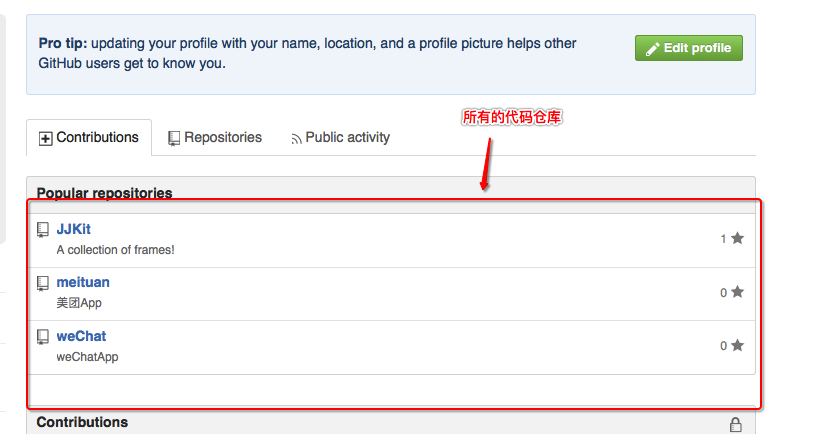 Pro tip: updating your profile with your name, location, and a profile picture helps other
GitHub users get to know you.
Edit profile
所有的代码仓库
Contributions
Repositories
Public activity
Popular repositories
JJKit
A collection of frames!
1
meituan
美团App
0
weChat
weChatApp
0
Contributions